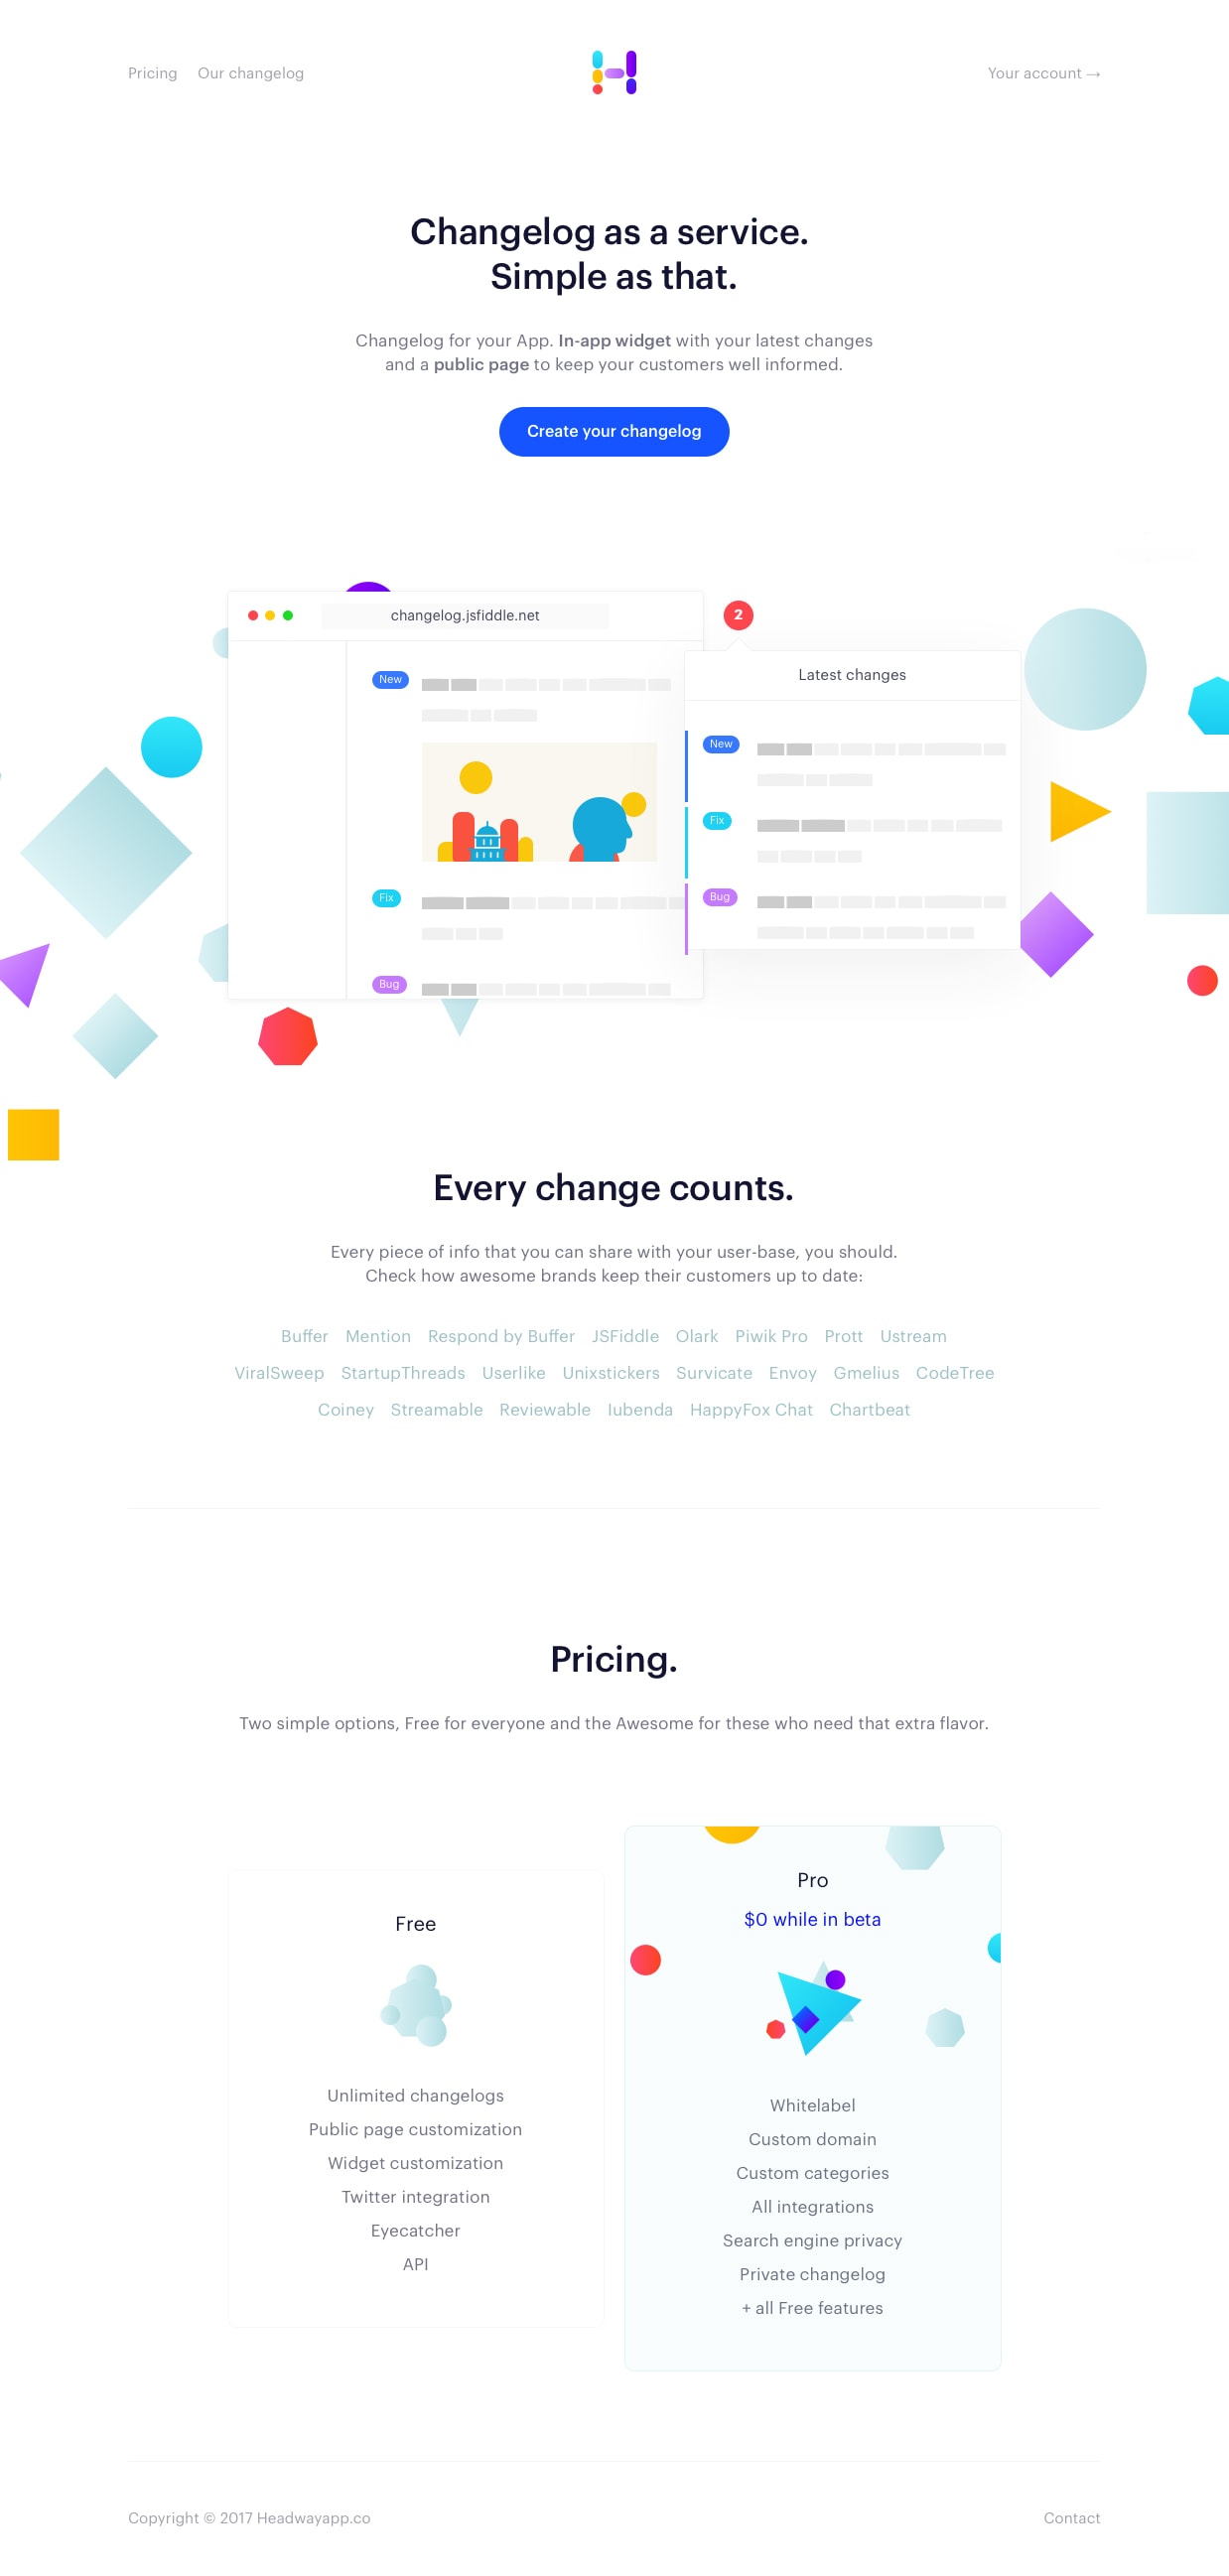 Pricing Our changelog
Your account →
Changelog as a service.
Simple as that.
Changelog for your App. In-app widget with your latest changes
and a public page to keep your customers well informed.
Create your changelog
changelog.jsfiddle.net
New
Fix
Bug
2
Latest changes
New
Fix
Bug
Every change counts.
Every piece of info that you can share with your user-base, you should.
Check how awesome brands keep their customers up to date:
Buffer Mention Respond by Buffer JSFiddle Olark Piwik Pro Prott Ustream
ViralSweep StartupThreads Userlike Unixstickers Survicate Envoy Gmelius CodeTree
Coiney Streamable Reviewable Iubenda HappyFox Chat Chartbeat
Pricing.
Two simple options, Free for everyone and the Awesome for these who need that extra flavor.
Free
Unlimited changelogs
Public page customization
Widget customization
Twitter integration
Eyecatcher
API
Pro
$0 while in beta
Whitelabel
Custom domain
Custom categories
All integrations
Search engine privacy
Private changelog
+ all Free features
Copyright © 2017 Headwayapp.co
Contact